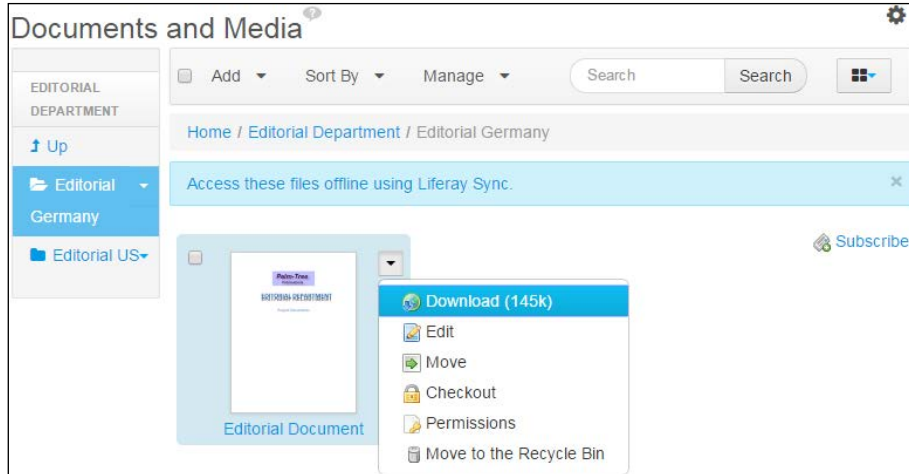 Documents and Media
Add Sort By Manage Search Search
EDITORIAL
DEPARTMENT
Up
Editorial
Germany
Editorial US
Home / Editorial Department / Editorial Germany
Access these files offline using Liferay Sync.
Subscribe
Palm-Tree
Editorial Document
Download (145k)
Edit
Move
Checkout
Permissions
Move to the Recycle Bin